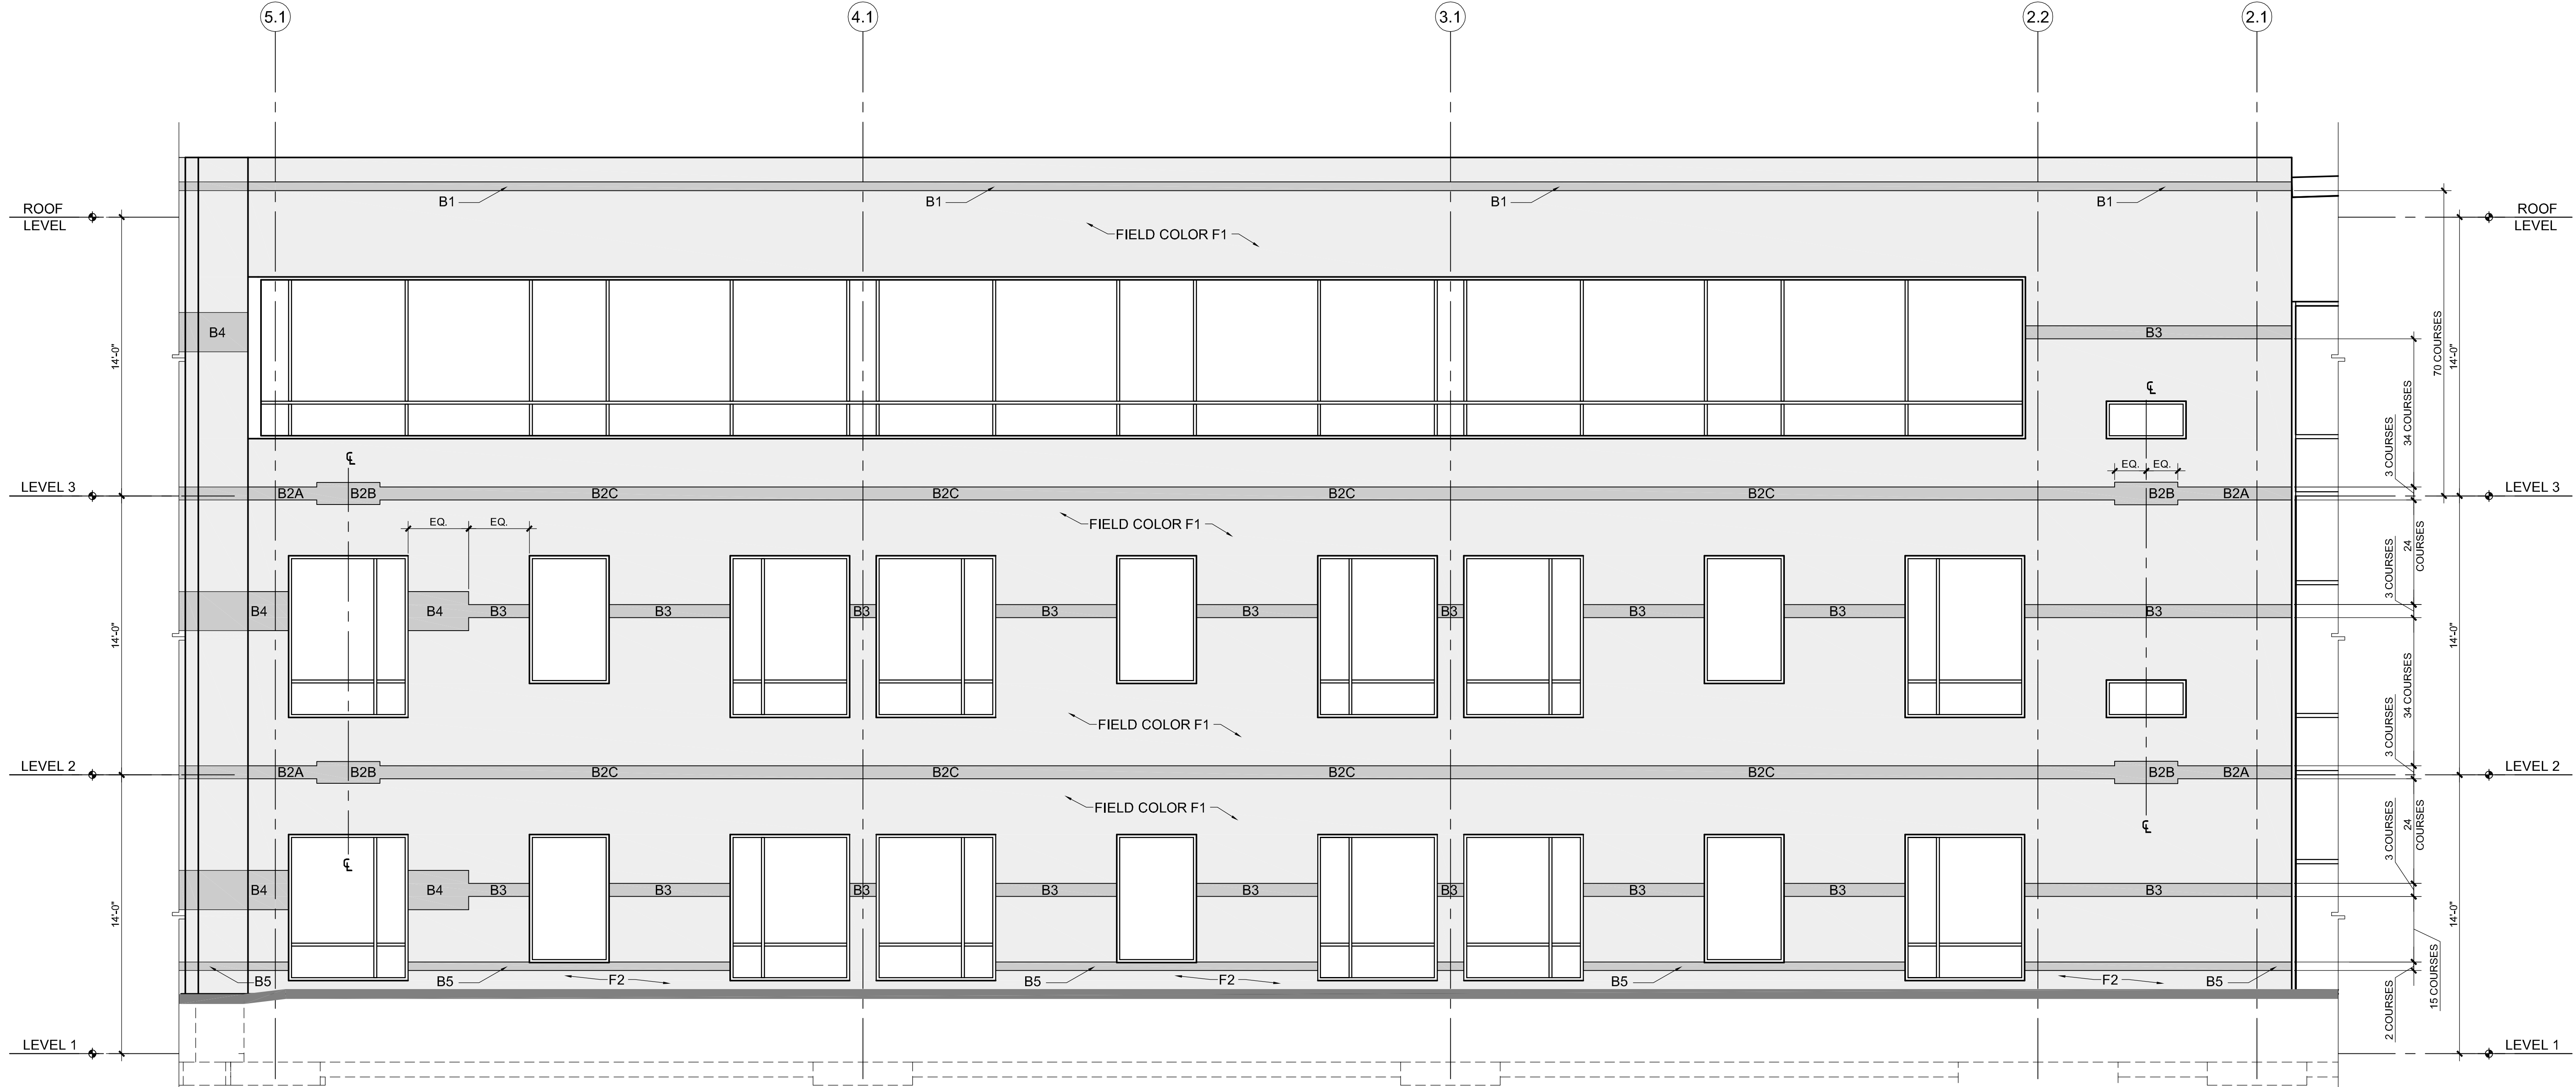 5.1
4.1
3.1
2.2
2.1
B1
B1
B1
B1
ROOF
LEVEL
ROOF
LEVEL
FIELD COLOR F1
B4
B3
14'-0"
70 COURSES
14'-0"
34 COURSES
3 COURSES
℄
℄
EQ.
EQ.
LEVEL 3
B2A
B2B
B2C
B2C
B2C
B2C
B2B
B2A
LEVEL 3
EQ.
EQ.
FIELD COLOR F1
24
COURSES
3 COURSES
B4
B4
B3
B3
B3
B3
B3
B3
B3
B3
B3
14'-0"
14'-0"
34 COURSES
3 COURSES
FIELD COLOR F1
LEVEL 2
B2A
B2B
B2C
B2C
B2C
B2C
B2B
B2A
LEVEL 2
FIELD COLOR F1
24
COURSES
3 COURSES
℄
℄
B4
B4
B3
B3
B3
B3
B3
B3
B3
B3
B3
14'-0"
14'-0"
B5
B5
F2
B5
F2
B5
F2
B5
15 COURSES
2 COURSES
LEVEL 1
LEVEL 1